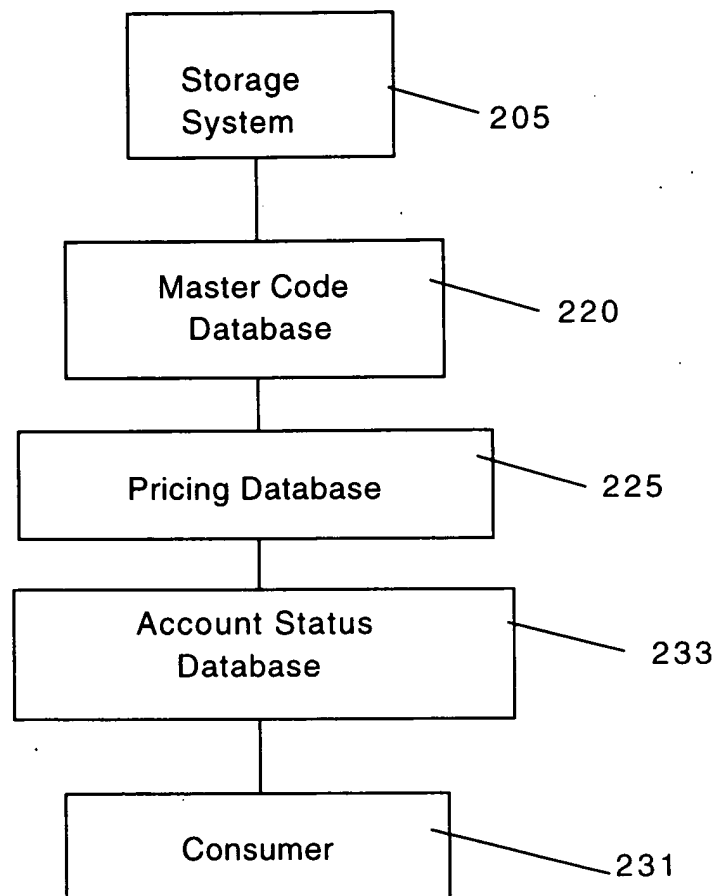 Storage
System
205
Master Code
Database
220
Pricing Database
225
Account Status
Database
233
Consumer
231